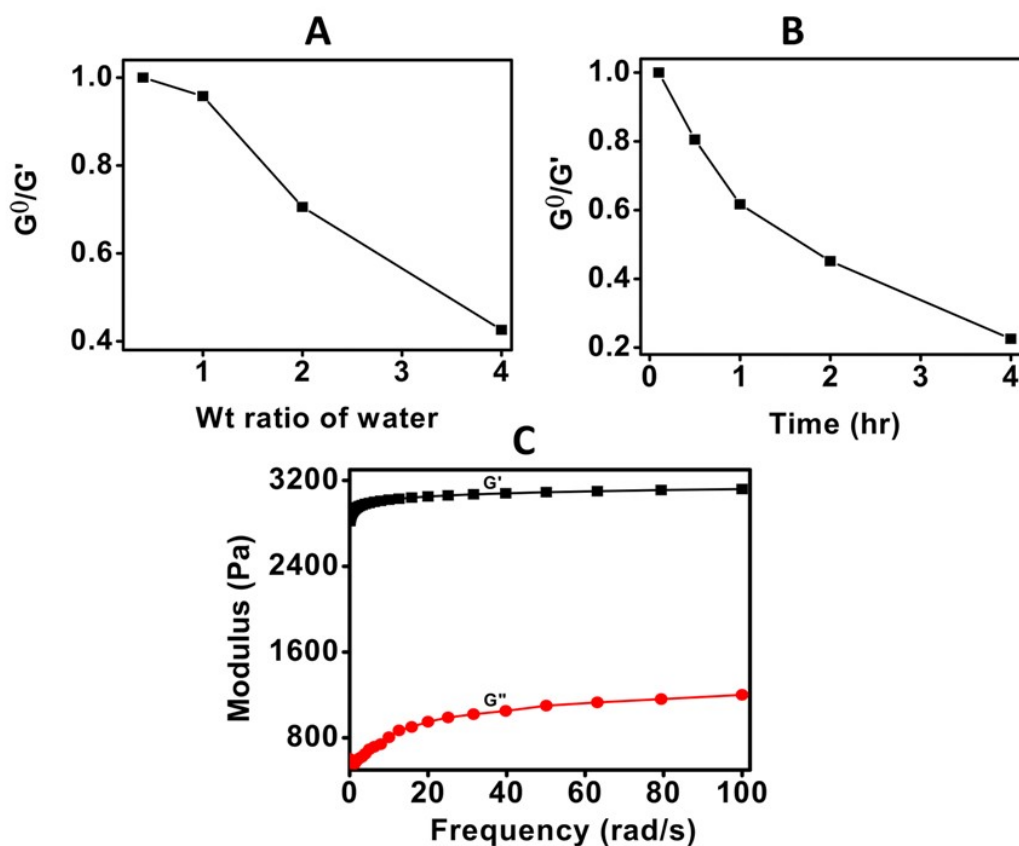 A
G⁰/G'
1.0
0.8
0.6
0.4
1 2 3 4
Wt ratio of water
B
G⁰/G'
1.0
0.8
0.6
0.4
0.2
0 1 2 3 4
Time (hr)
C
Modulus (Pa)
3200
2400
1600
800
G'
G"
0 20 40 60 80 100
Frequency (rad/s)